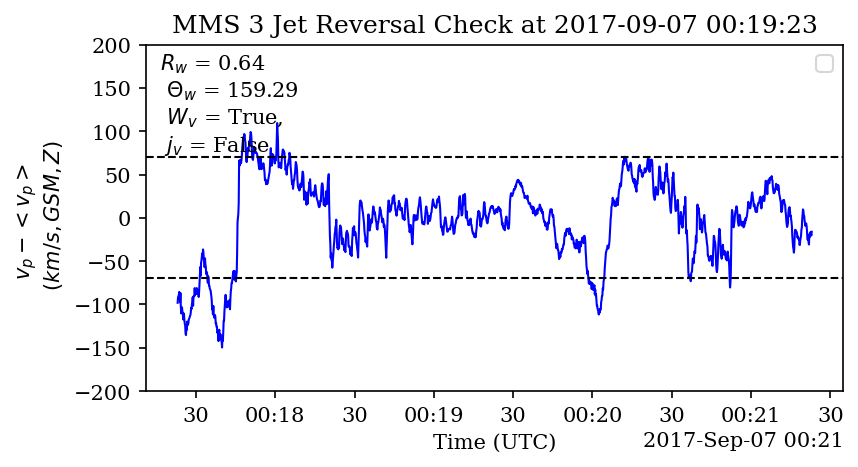 MMS 3 Jet Reversal Check at 2017-09-07 00:19:23
R_w = 0.64
Θ_w = 159.29
W_v = True,
j_v = False,
v_p − < v_p >
(km/s, GSM, Z)
200
150
100
50
0
−50
−100
−150
−200
30 00:18 30 00:19 30 00:20 30 00:21 30
Time (UTC)
2017-Sep-07 00:21